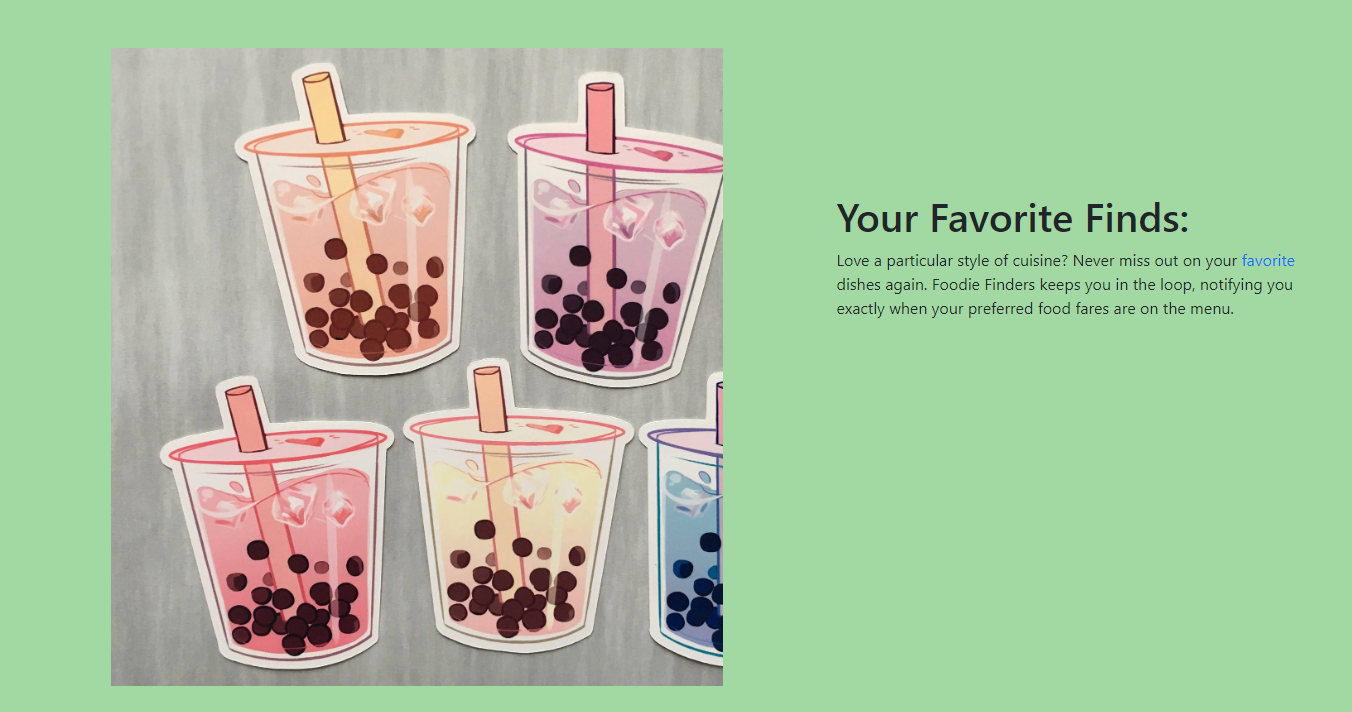 Your Favorite Finds:
Love a particular style of cuisine? Never miss out on your favorite
dishes again. Foodie Finders keeps you in the loop, notifying you
exactly when your preferred food fares are on the menu.